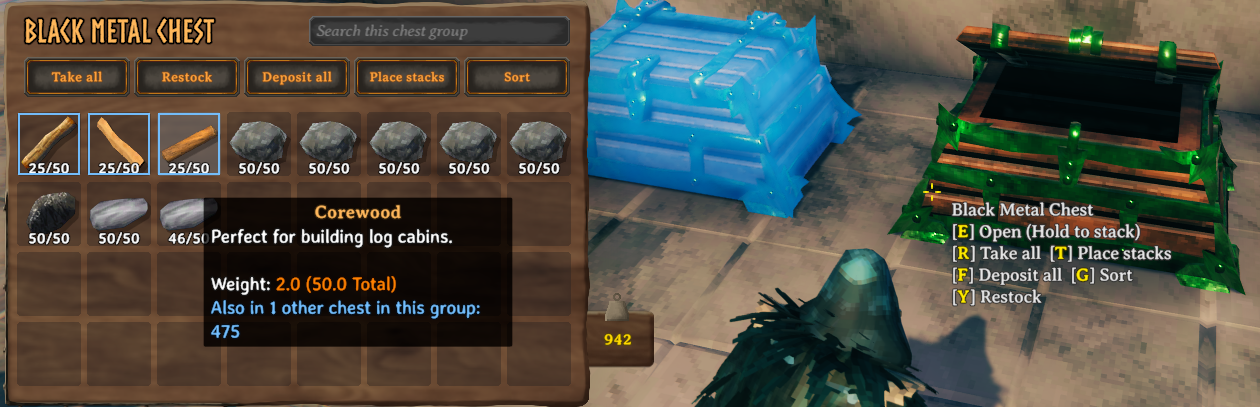 BLACK METAL CHEST
Search this chest group
Take all
Restock
Deposit all
Place stacks
Sort
25/50
25/50
25/50
50/50
50/50
50/50
50/50
50/50
50/50
50/50
46/50
Corewood
Perfect for building log cabins.
Weight: 2.0 (50.0 Total)
Also in 1 other chest in this group:
475
942
Black Metal Chest
[E] Open (Hold to stack)
[R] Take all [T] Place stacks
[F] Deposit all [G] Sort
[Y] Restock